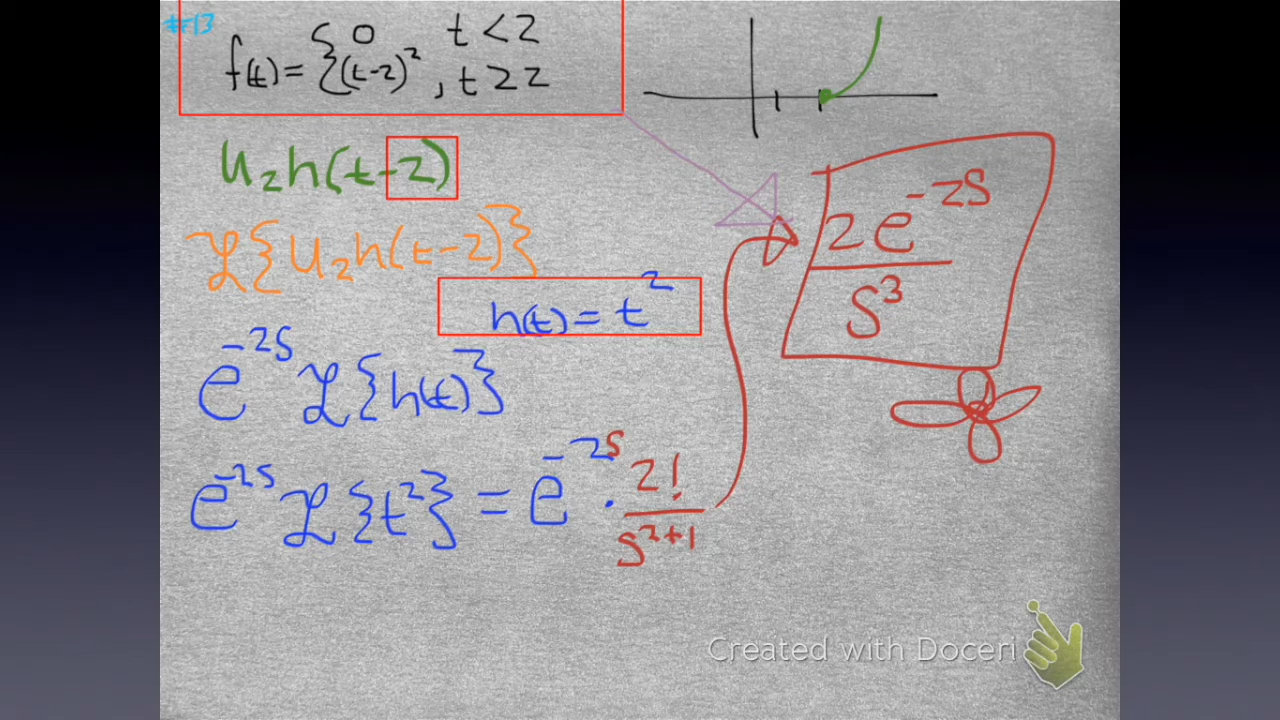 #13
f(t) = { 0 t < 2
{ (t-2)², t ≥ 2
u₂h(t-2)
ℒ{u₂h(t-2)}
h(t) = t²
e^{-2s} ℒ{h(t)}
e^{-2s} ℒ{t²} = e^{-2s} · 2!/s^{2+1}
2e^{-2s}/s³
Created with Doceri